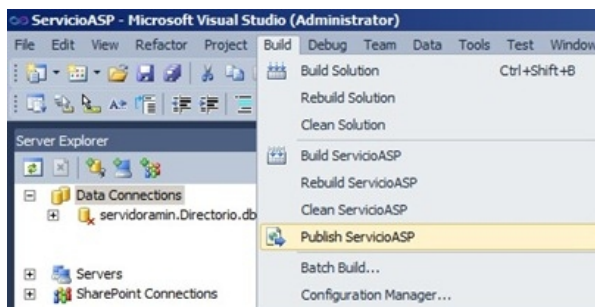 ServicioASP - Microsoft Visual Studio (Administrator)
File Edit View Refactor Project Build Debug Team Data Tools Test Window
Build Solution Ctrl+Shift+B
Rebuild Solution
Clean Solution
Server Explorer
Build ServicioASP
Rebuild ServicioASP
Data Connections
Clean ServicioASP
servidoramin.Directorio.db
Publish ServicioASP
Batch Build...
Servers
Configuration Manager...
SharePoint Connections